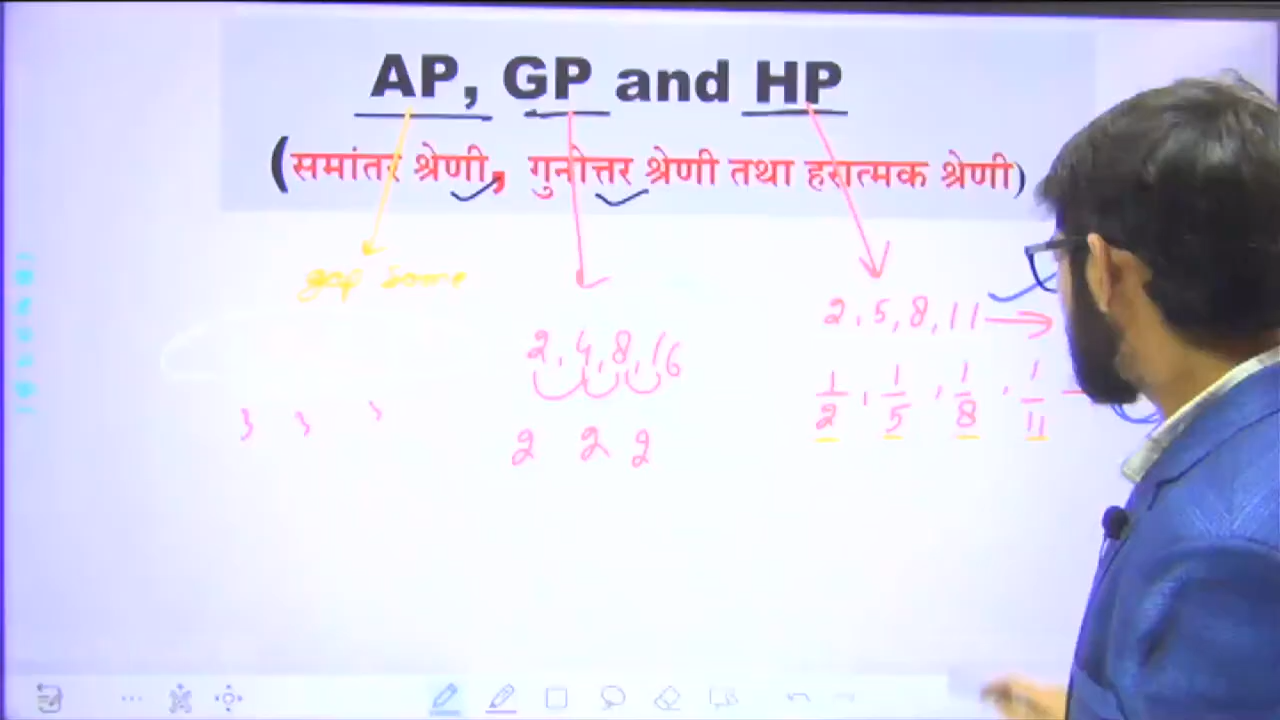 AP, GP and HP
(समांतर श्रेणी, गुनोत्तर श्रेणी तथा हरात्मक श्रेणी)
gap same
2, 5, 8, 11
2, 4, 8, 16
1/2, 1/5, 1/8, 1/11
3 3 3
2 2 2